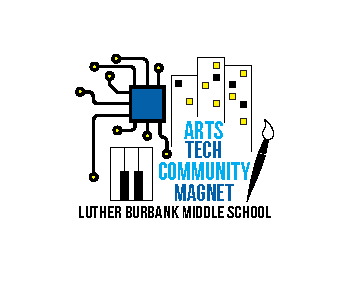 ARTS
TECH
COMMUNITY
MAGNET
LUTHER BURBANK MIDDLE SCHOOL